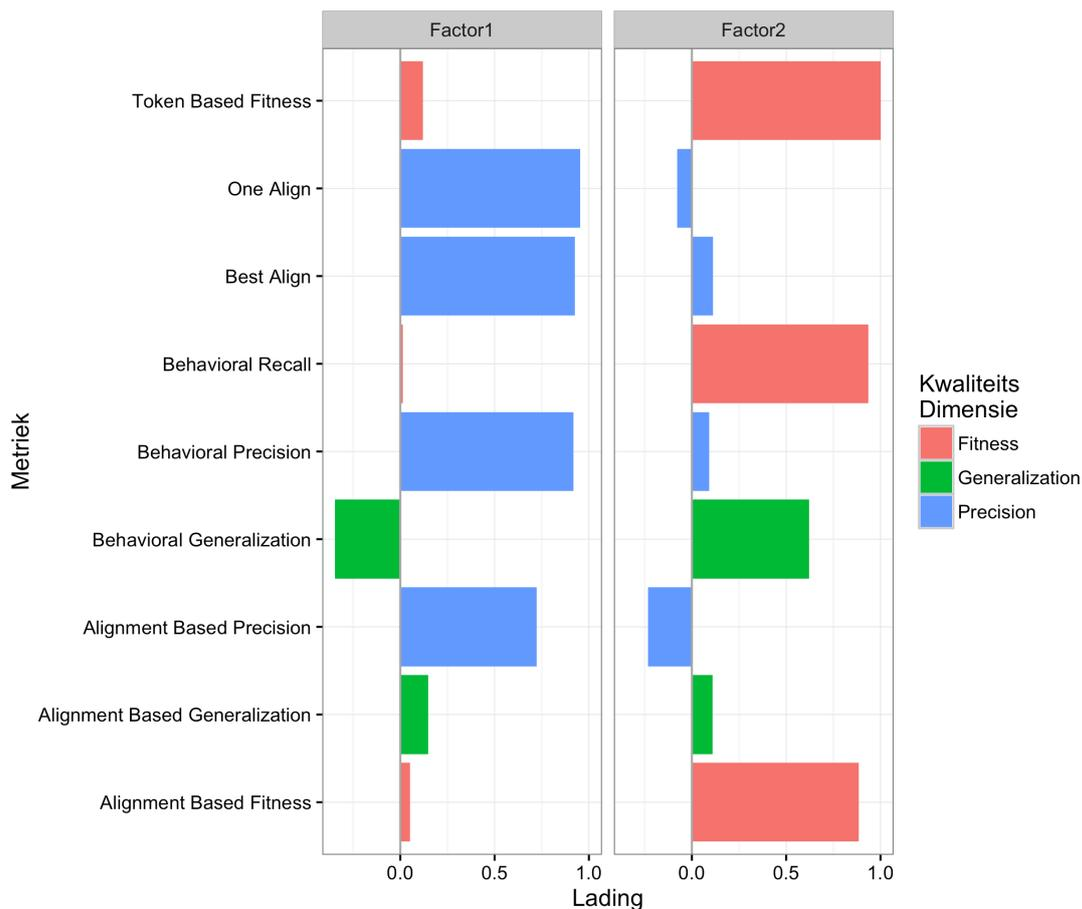 Factor1
Factor2
Token Based Fitness
One Align
Best Align
Behavioral Recall
Behavioral Precision
Behavioral Generalization
Alignment Based Precision
Alignment Based Generalization
Alignment Based Fitness
Metriek
0.0 0.5 1.0
0.0 0.5 1.0
Lading
Kwaliteits
Dimensie
Fitness
Generalization
Precision